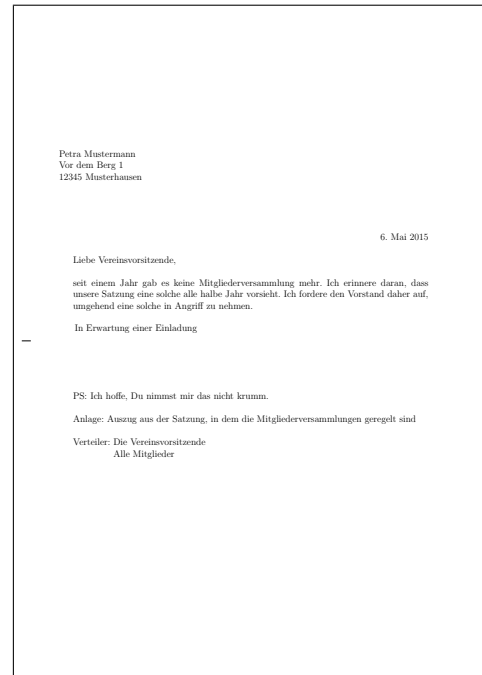 Petra Mustermann
Vor dem Berg 1
12345 Musterhausen
6. Mai 2015
Liebe Vereinsvorsitzende,
seit einem Jahr gab es keine Mitgliederversammlung mehr. Ich erinnere daran, dass
unsere Satzung eine solche alle halbe Jahr vorsieht. Ich fordere den Vorstand daher auf,
umgehend eine solche in Angriff zu nehmen.
In Erwartung einer Einladung
PS: Ich hoffe, Du nimmst mir das nicht krumm.
Anlage: Auszug aus der Satzung, in dem die Mitgliederversammlungen geregelt sind
Verteiler: Die Vereinsvorsitzende
Alle Mitglieder